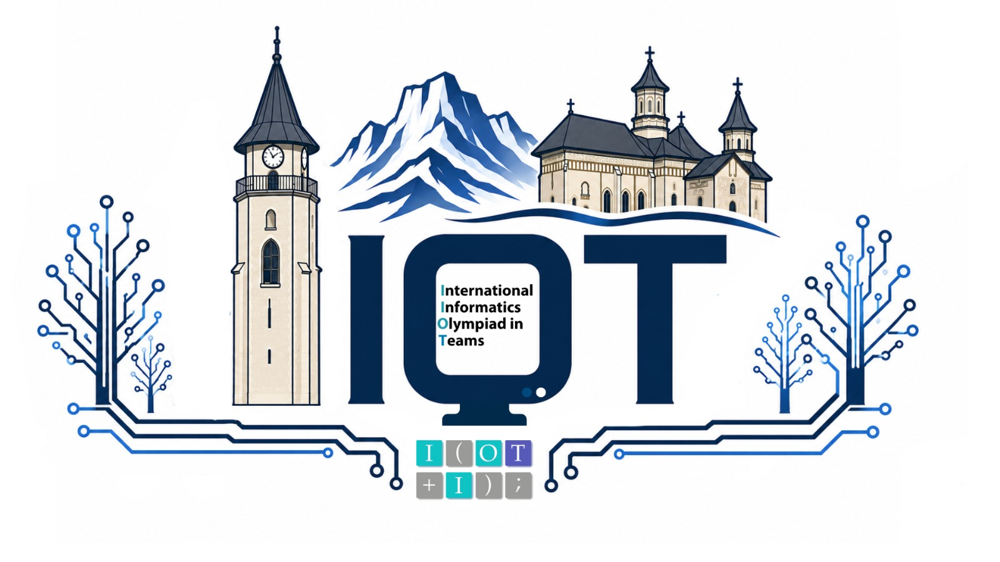 IOT
International
Informatics
Olympiad in
Teams
I(OT
+I);